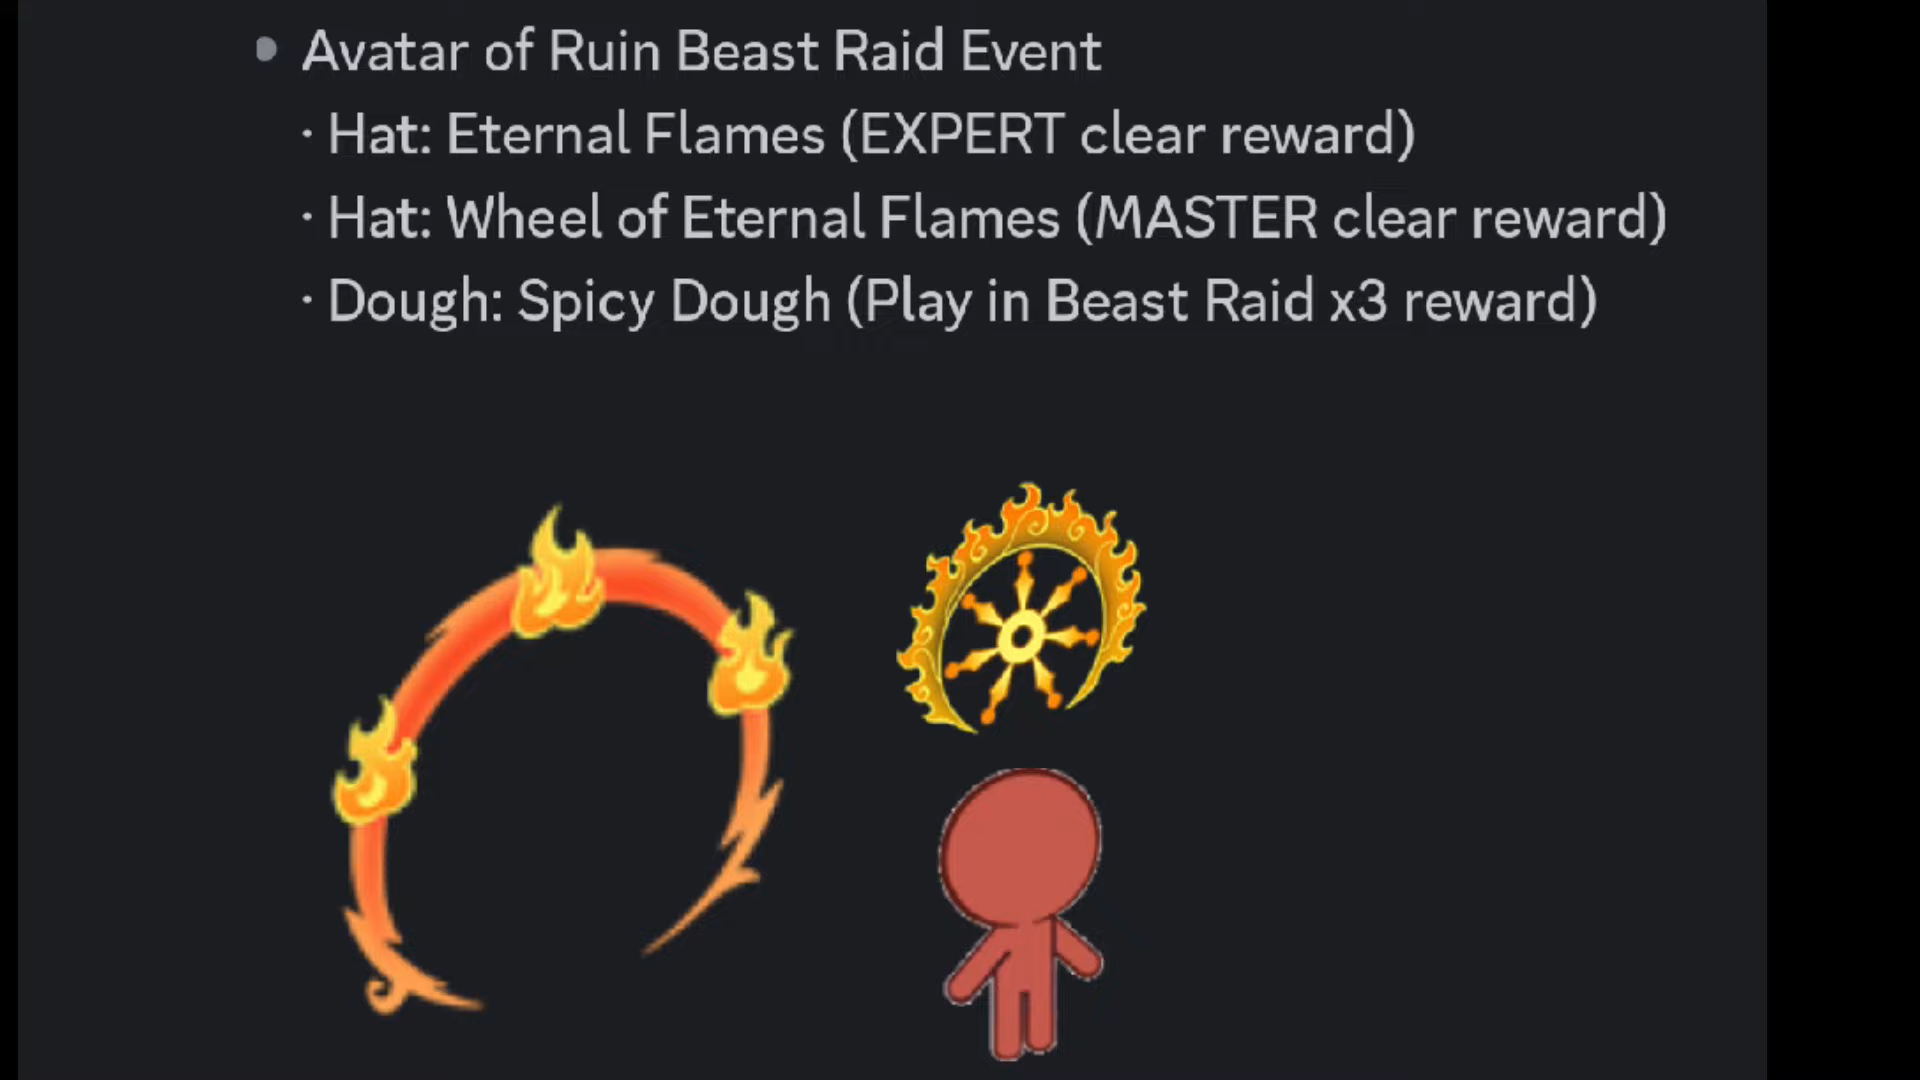 • Avatar of Ruin Beast Raid Event
· Hat: Eternal Flames (EXPERT clear reward)
· Hat: Wheel of Eternal Flames (MASTER clear reward)
· Dough: Spicy Dough (Play in Beast Raid x3 reward)